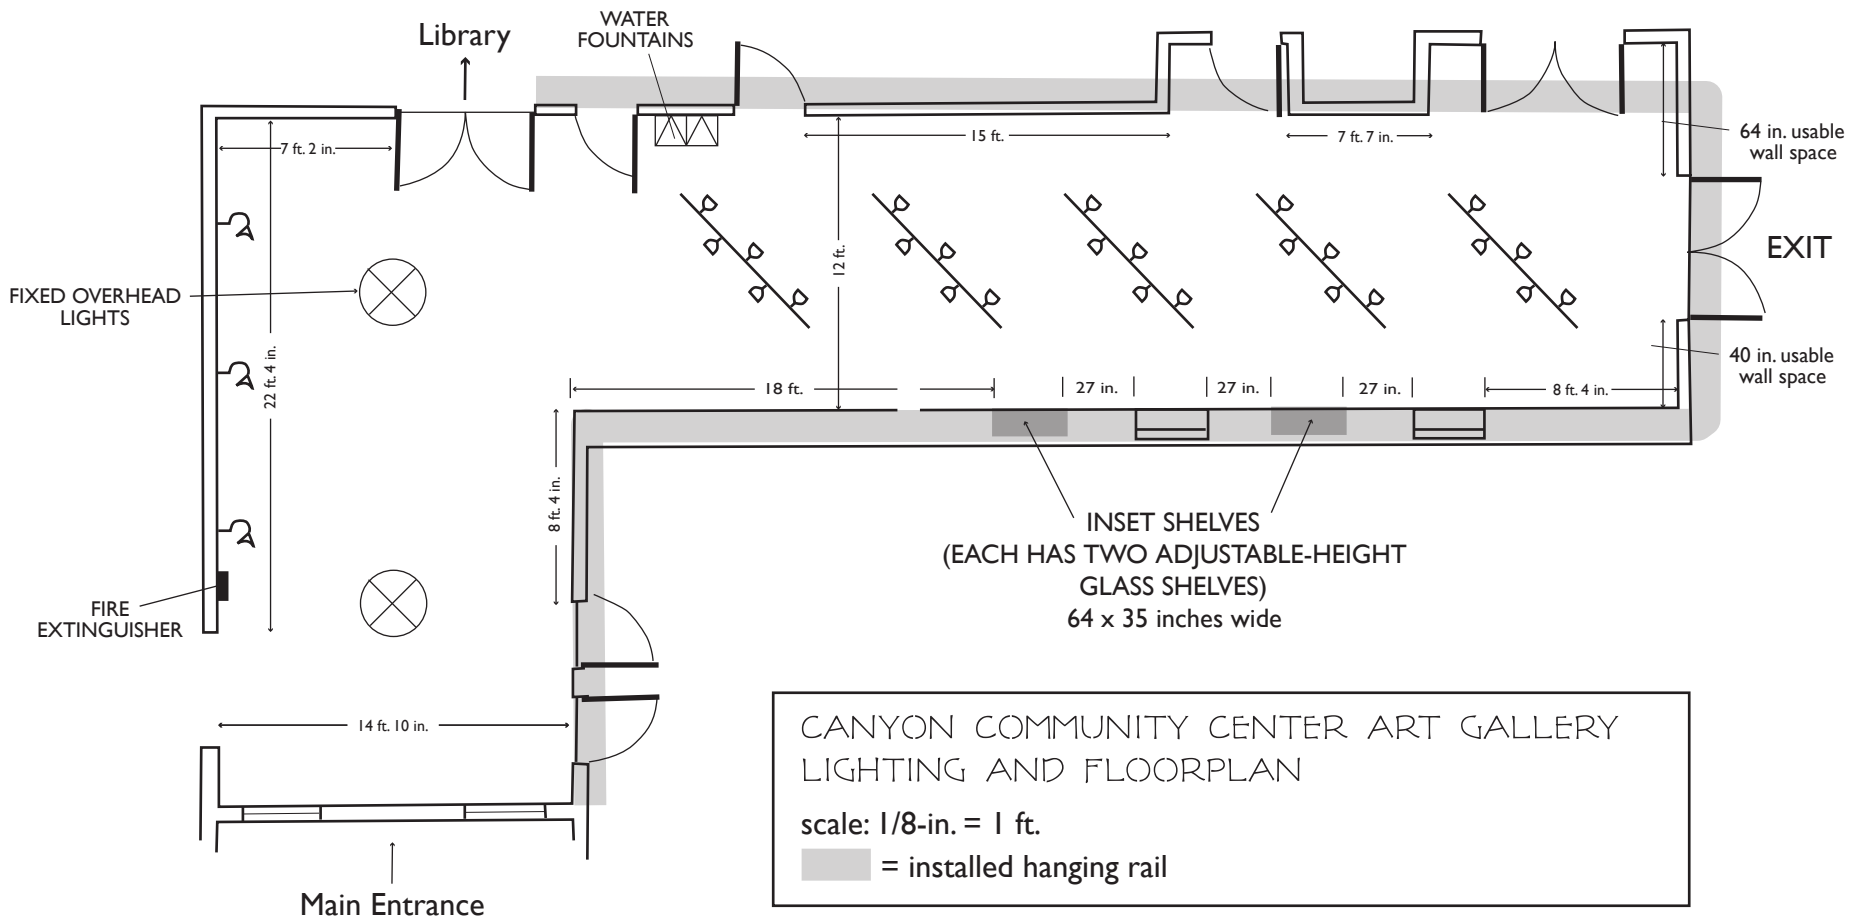 Library
WATER
FOUNTAINS
7 ft. 2 in.
15 ft.
7 ft. 7 in.
64 in. usable
wall space
12 ft.
EXIT
FIXED OVERHEAD
LIGHTS
22 ft. 4 in.
40 in. usable
wall space
18 ft.
27 in.
27 in.
27 in.
8 ft. 4 in.
8 ft. 4 in.
INSET SHELVES
(EACH HAS TWO ADJUSTABLE-HEIGHT
GLASS SHELVES)
64 x 35 inches wide
FIRE
EXTINGUISHER
14 ft. 10 in.
CANYON COMMUNITY CENTER ART GALLERY
LIGHTING AND FLOORPLAN
scale: 1/8-in. = 1 ft.
= installed hanging rail
Main Entrance